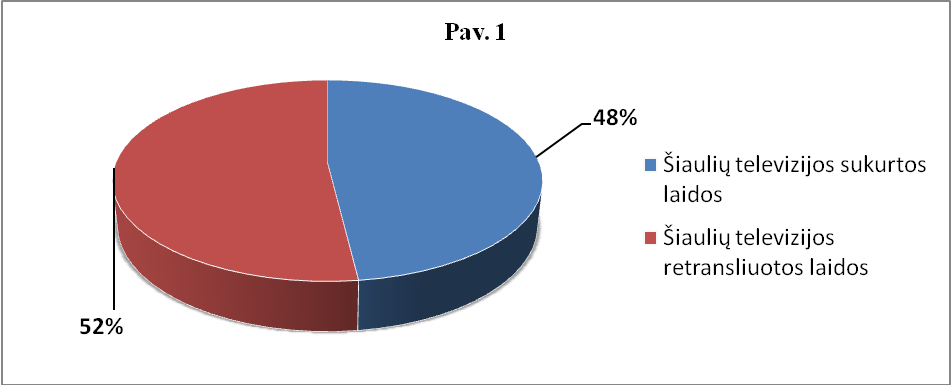 Pav. 1
48%
Šiaulių televizijos sukurtos
laidos
Šiaulių televizijos
retransliuotos laidos
52%